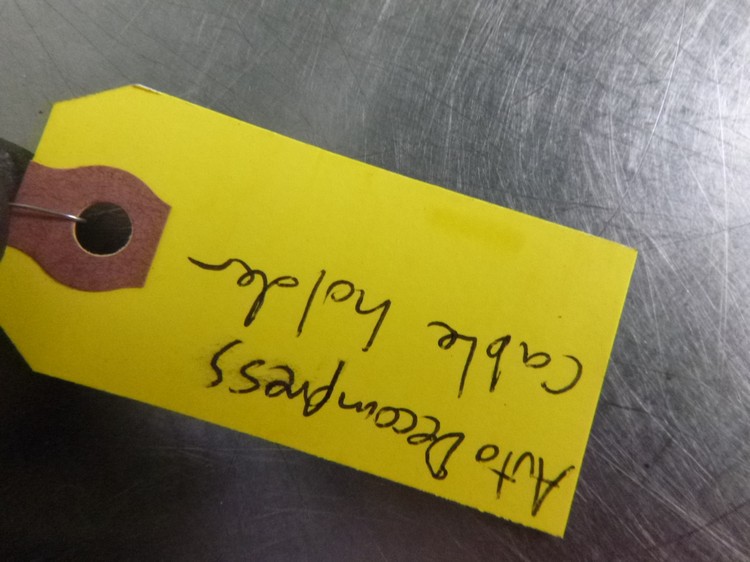 Auto Decompress
cable holder